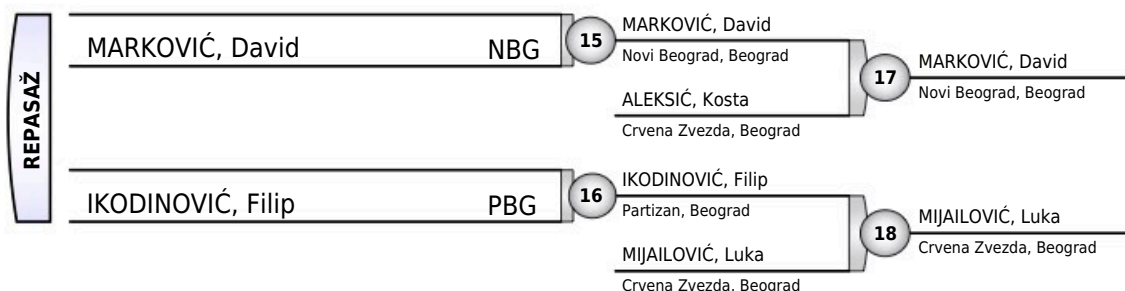 REPASAŽ
MARKOVIĆ, David NBG
15
MARKOVIĆ, David
Novi Beograd, Beograd
ALEKSIĆ, Kosta
Crvena Zvezda, Beograd
17
MARKOVIĆ, David
Novi Beograd, Beograd
IKODINOVIĆ, Filip PBG
16
IKODINOVIĆ, Filip
Partizan, Beograd
MIJAILOVIĆ, Luka
Crvena Zvezda, Beograd
18
MIJAILOVIĆ, Luka
Crvena Zvezda, Beograd